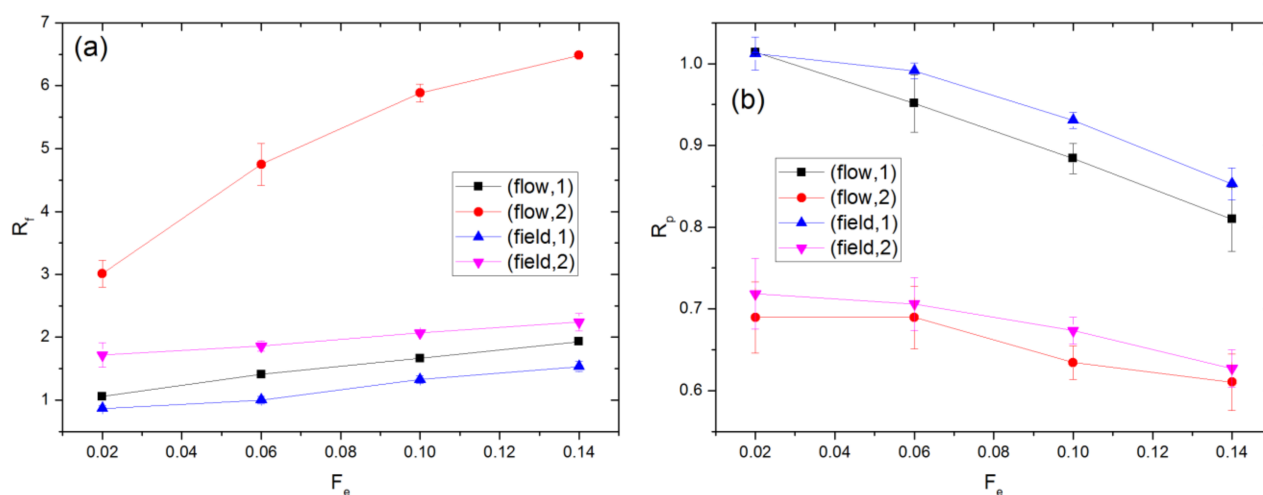 (a)
7
6
5
4
3
2
1
R_f
0.02 0.04 0.06 0.08 0.10 0.12 0.14
F_e
(flow,1)
(flow,2)
(field,1)
(field,2)
(b)
1.0
0.9
0.8
0.7
0.6
R_p
0.02 0.04 0.06 0.08 0.10 0.12 0.14
F_e
(flow,1)
(flow,2)
(field,1)
(field,2)